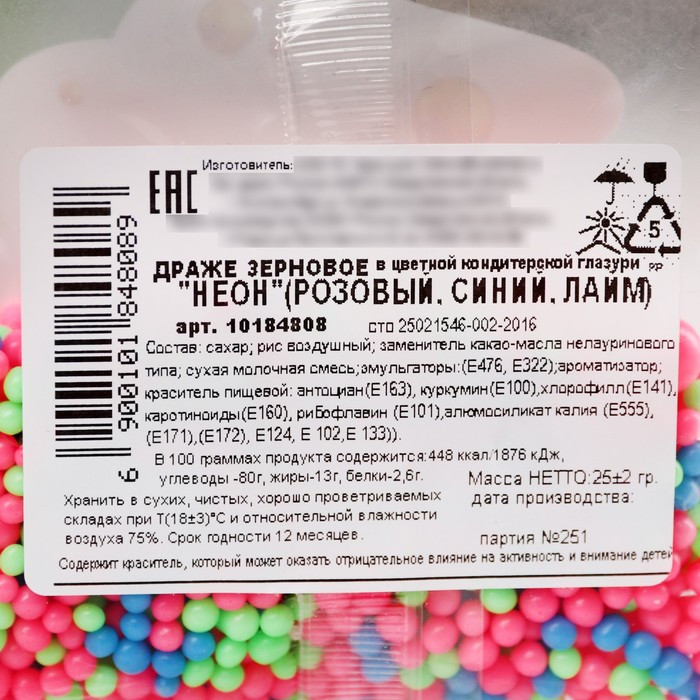 ЕАС
Изготовитель:
5
PP
ДРАЖЕ ЗЕРНОВОЕ в цветной кондитерской глазури
"НЕОН"(РОЗОВЫЙ, СИНИЙ, ЛАЙМ)
арт. 10184808 сто 25021546-002-2016
Состав: сахар; рис воздушный; заменитель какао-масла нелауринового
типа; сухая молочная смесь;эмульгаторы:(Е476, Е322);ароматизатор;
краситель пищевой: антоциан(Е163), куркумин(Е100),хлорофилл(Е141),
каротиноиды(Е160), рибофлавин (Е101),алюмосиликат калия (Е555),
(Е171),(Е172), Е124, Е 102,Е 133)).
В 100 граммах продукта содержится:448 ккал/1876 кДж,
углеводы -80г, жиры-13г, белки-2,6г.
Масса НЕТТО:25±2 гр.
дата производства:
Хранить в сухих, чистых, хорошо проветриваемых
складах при Т(18±3)°С и относительной влажности
воздуха 75%. Срок годности 12 месяцев.
партия №251
Содержит краситель, который может оказать отрицательное влияние на активность и внимание детей
6 900101 848089